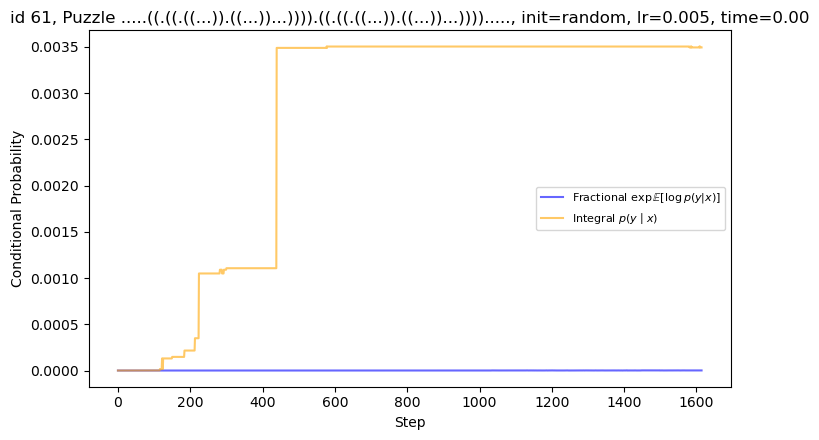 id 61, Puzzle .....((.((.((...)).((...))...)))).((.((.((...)).((...))...))))....., init=random, lr=0.005, time=0.00
0.0035
0.0030
0.0025
0.0020
0.0015
0.0010
0.0005
0.0000
Conditional Probability
Fractional exp𝔼[log p(y|x)]
Integral p(y | x)
0 200 400 600 800 1000 1200 1400 1600
Step